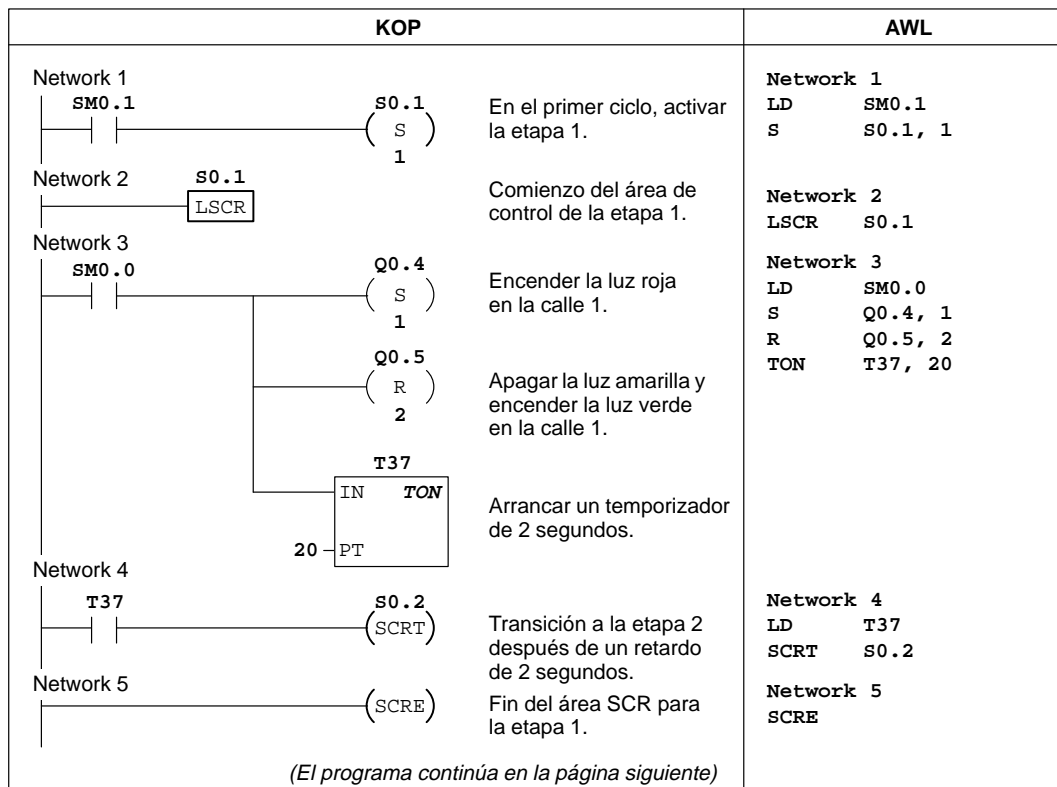 KOP
AWL
Network 1
SM0.1
S0.1
S
1
En el primer ciclo, activar
la etapa 1.
Network 1
LD SM0.1
S S0.1, 1
Network 2
S0.1
LSCR
Comienzo del área de
control de la etapa 1.
Network 2
LSCR S0.1
Network 3
SM0.0
Q0.4
S
1
Encender la luz roja
en la calle 1.
Q0.5
R
2
Apagar la luz amarilla y
encender la luz verde
en la calle 1.
T37
IN TON
20 PT
Arrancar un temporizador
de 2 segundos.
Network 3
LD SM0.0
S Q0.4, 1
R Q0.5, 2
TON T37, 20
Network 4
T37
S0.2
SCRT
Transición a la etapa 2
después de un retardo
de 2 segundos.
Network 4
LD T37
SCRT S0.2
Network 5
SCRE
Fin del área SCR para
la etapa 1.
Network 5
SCRE
(El programa continúa en la página siguiente)